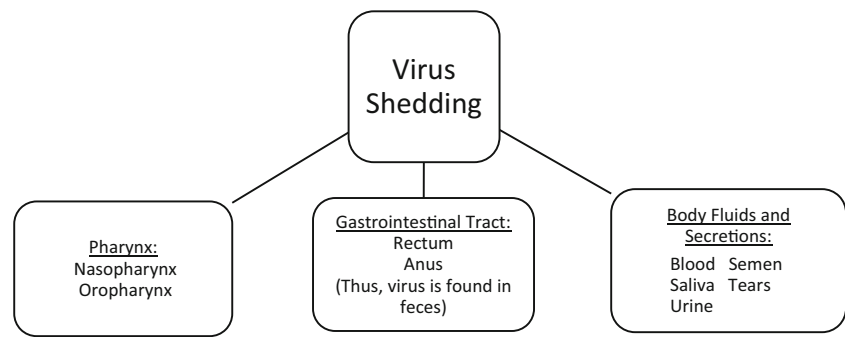 Virus
Shedding
Pharynx:
Nasopharynx
Oropharynx
Gastrointestinal Tract:
Rectum
Anus
(Thus, virus is found in
feces)
Body Fluids and
Secretions:
Blood Semen
Saliva Tears
Urine